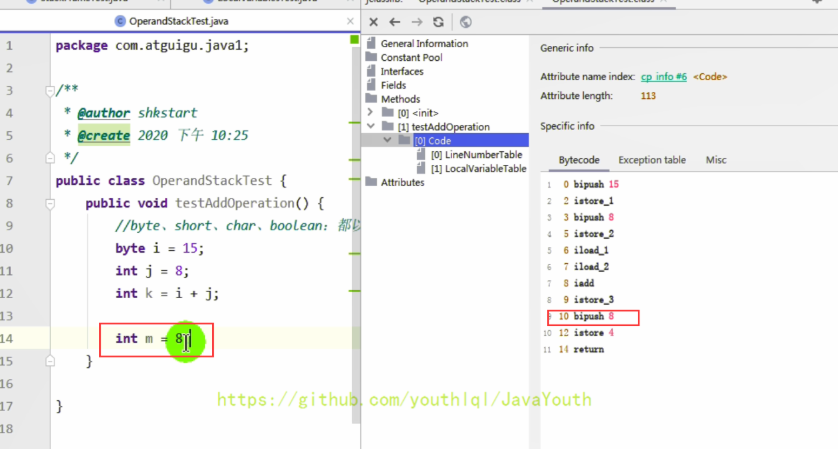 OperandStackTest.java
1 package com.atguigu.java1;
2
3 /**
4 * @author shkstart
5 * @create 2020 下午 10:25
6 */
7 public class OperandStackTest {
8 public void testAddOperation() {
9 //byte、short、char、boolean：都以
10 byte i = 15;
11 int j = 8;
12 int k = i + j;
13
14 int m = 8
15 }
16
17 }
18
General Information
Constant Pool
Interfaces
Fields
Methods
[0] <init>
[1] testAddOperation
[0] Code
[0] LineNumberTable
[1] LocalVariableTable
Attributes
Generic info
Attribute name index: cp info #6 <Code>
Attribute length: 113
Specific info
Bytecode Exception table Misc
1 0 bipush 15
2 2 istore_1
3 3 bipush 8
4 5 istore_2
5 6 iload_1
6 7 iload_2
7 8 iadd
8 9 istore_3
9 10 bipush 8
10 12 istore 4
11 14 return
https://github.com/youthlql/JavaYouth